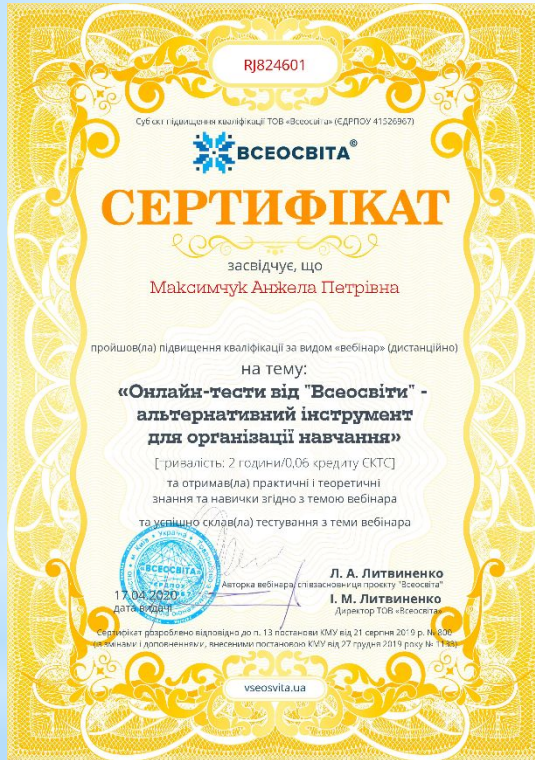 RJ824601
Суб'єкт підвищення кваліфікації ТОВ «Всеосвіта» (ЄДРПОУ 41526967)
ВСЕОСВІТА®
СЕРТИФІКАТ
засвідчує, що
Максимчук Анжела Петрівна
пройшов(ла) підвищення кваліфікації за видом «вебінар» (дистанційно)
на тему:
«Онлайн-тести від "Всеосвіти" -
альтернативний інструмент
для організації навчання»
[тривалість: 2 години/0,06 кредиту ЄКТС]
та отримав(ла) практичні і теоретичні
знання та навички згідно з темою вебінара
та успішно склав(ла) тестування з теми вебінара
Л. А. Литвиненко
Авторка вебінара, співзасновниця проєкту "Всеосвіта"
І. М. Литвиненко
Директор ТОВ «Всеосвіта»
Україна
м. Київ
«ВСЕОСВІТА»
17.04.2020
дата видачі
Сертифікат розроблено відповідно до п. 13 постанови КМУ від 21 серпня 2019 р. № 800
(зі змінами і доповненнями, внесеними постановою КМУ від 27 грудня 2019 року № 1133)
vseosvita.ua